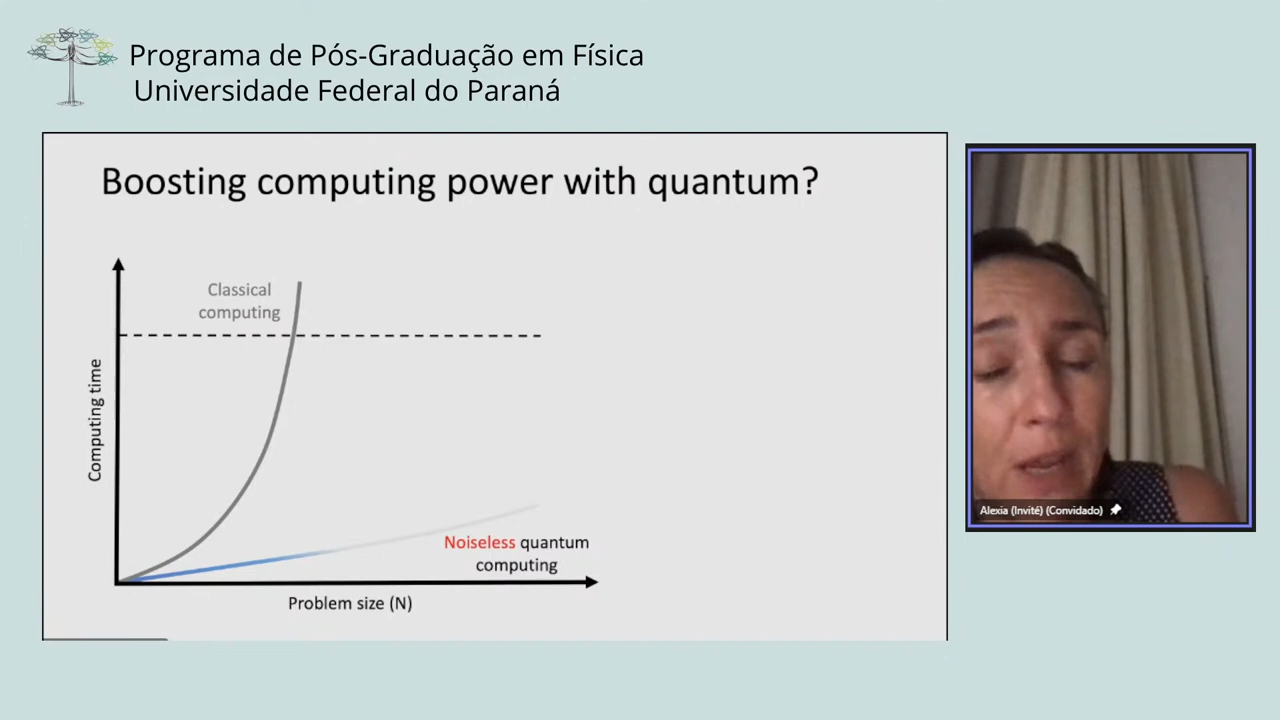 Programa de Pós-Graduação em Física
Universidade Federal do Paraná
Boosting computing power with quantum?
Classical
computing
Computing time
Noiseless quantum
computing
Problem size (N)
Alexia (Invité) (Convidado)